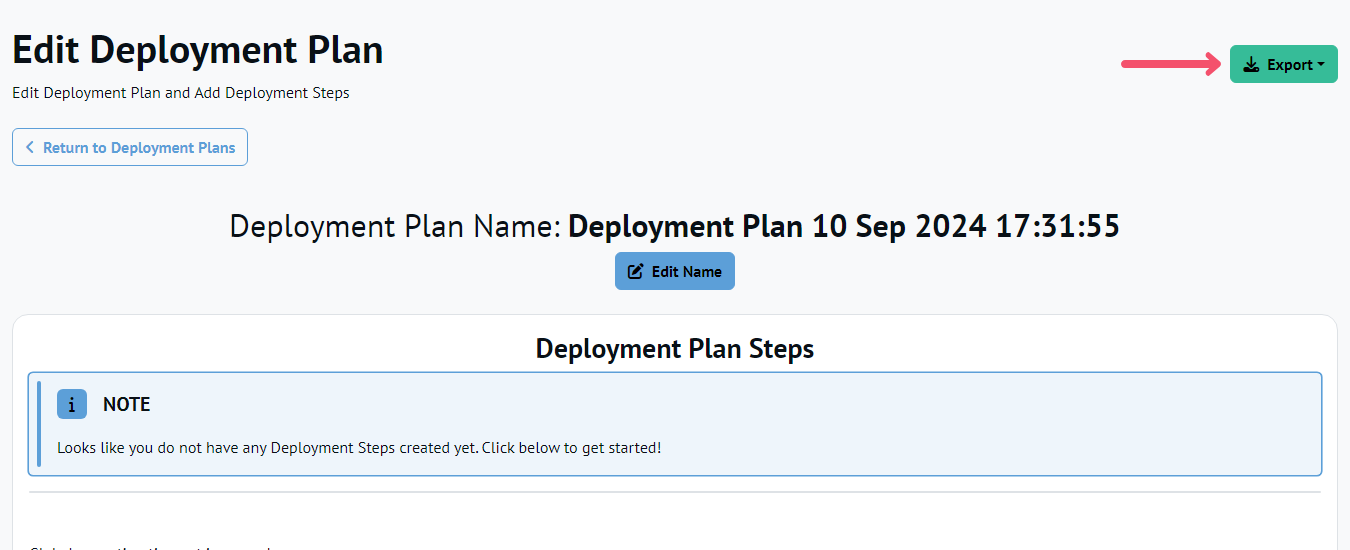 Edit Deployment Plan
Export
Edit Deployment Plan and Add Deployment Steps
Return to Deployment Plans
Deployment Plan Name: Deployment Plan 10 Sep 2024 17:31:55
Edit Name
Deployment Plan Steps
i NOTE
Looks like you do not have any Deployment Steps created yet. Click below to get started!